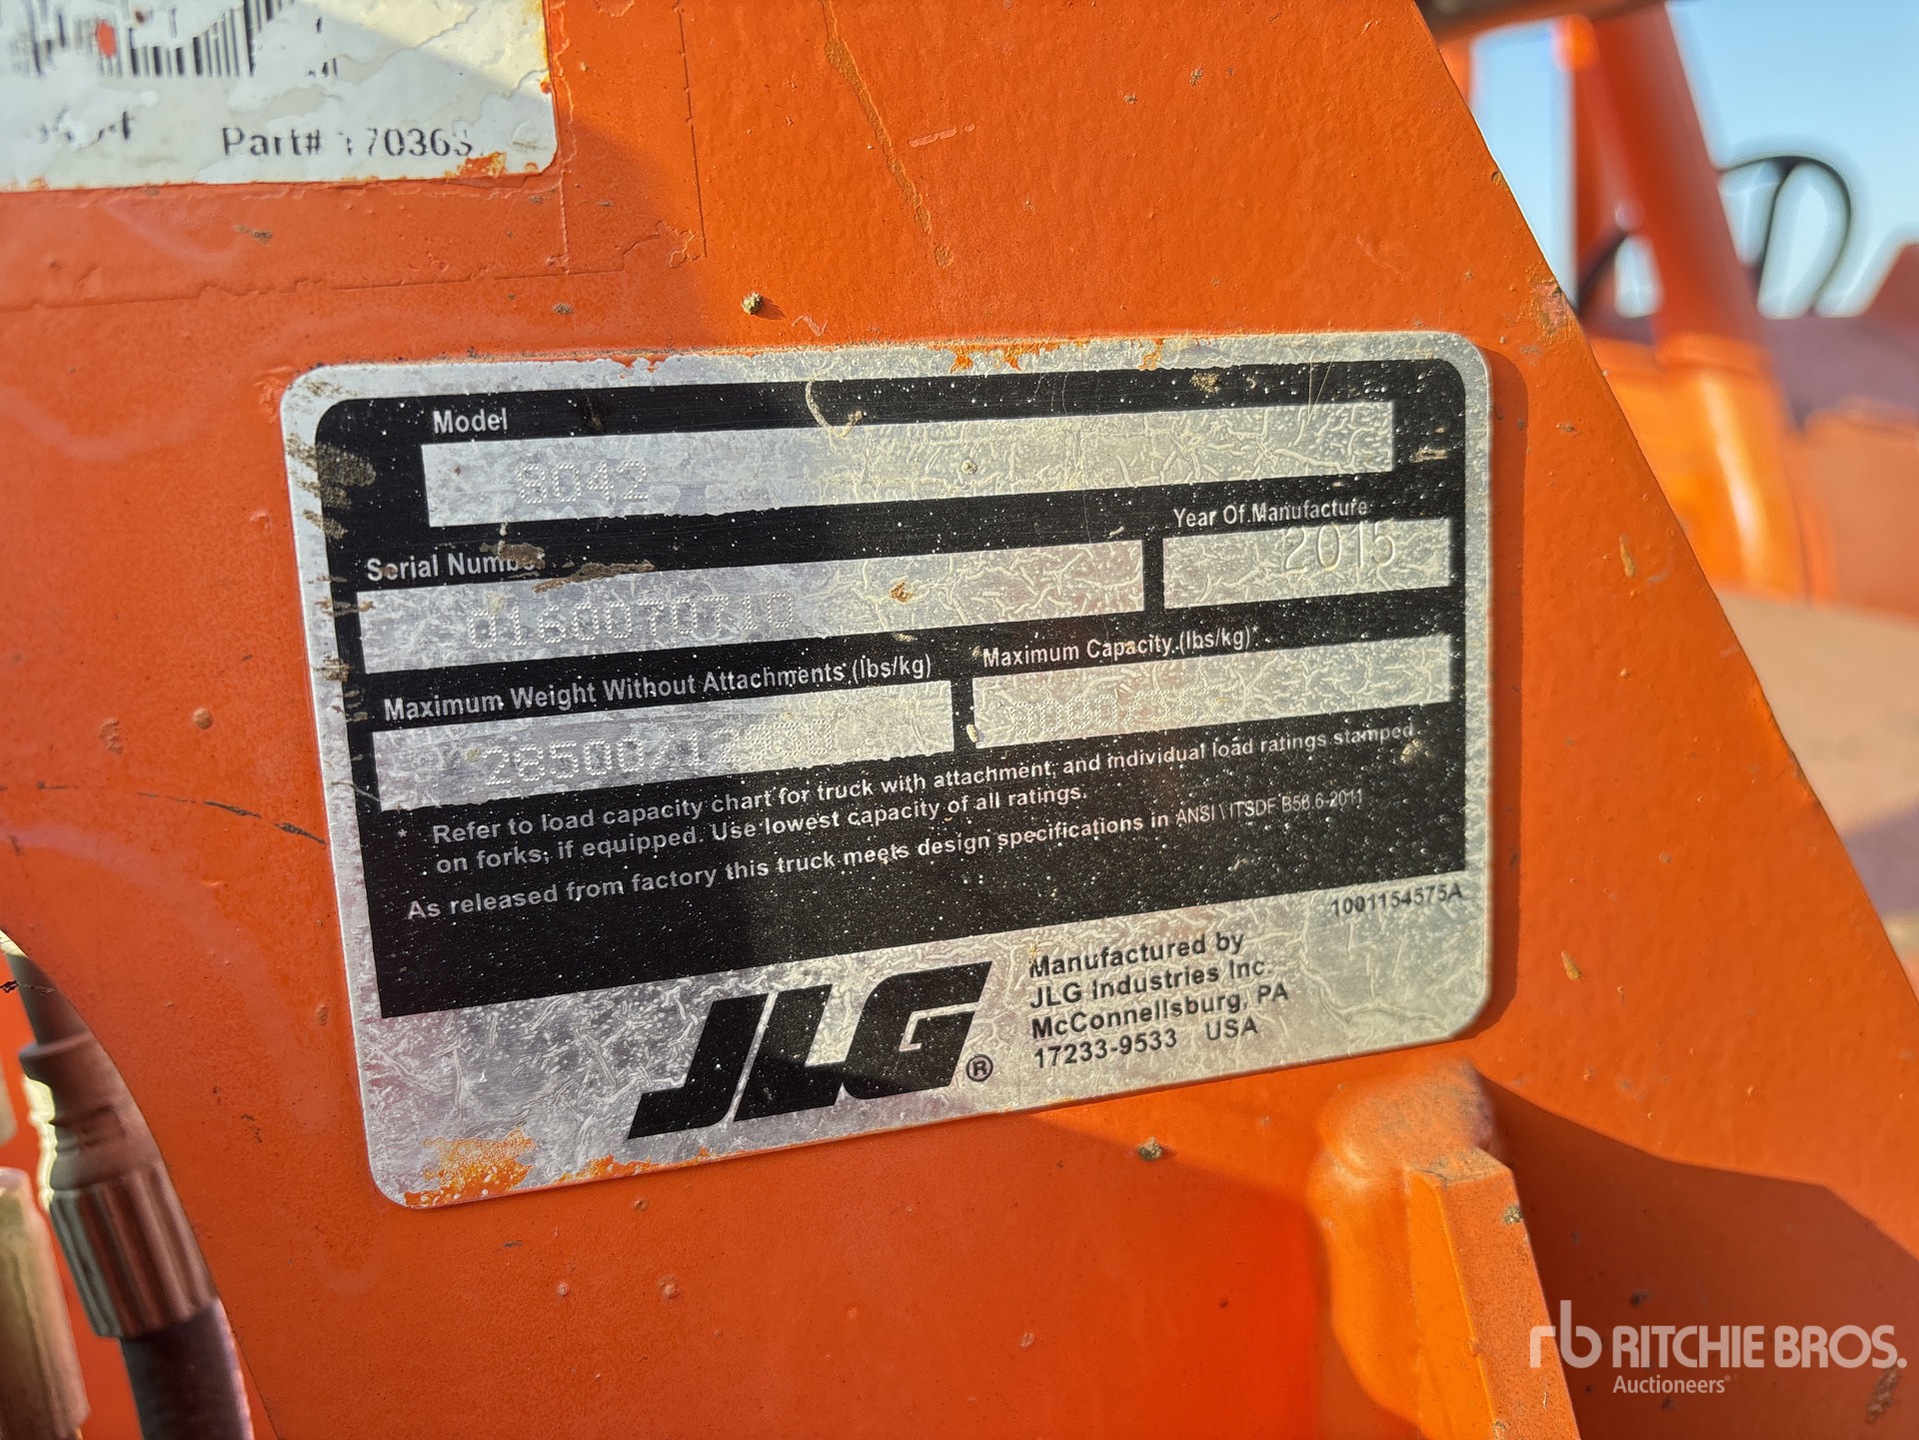 Part#
Model
8042
Serial Number
0160070710
Year Of Manufacture
2015
Maximum Weight Without Attachments (lbs/kg)
Maximum Capacity (lbs/kg)*
* Refer to load capacity chart for truck with attachment, and individual load ratings stamped
on forks, if equipped. Use lowest capacity of all ratings.
As released from factory this truck meets design specifications in ANSI \ ITSDF B56.6-2011
1001154575A
JLG®
Manufactured by
JLG Industries Inc.
McConnellsburg, PA
17233-9533 USA
rb RITCHIE BROS.
Auctioneers